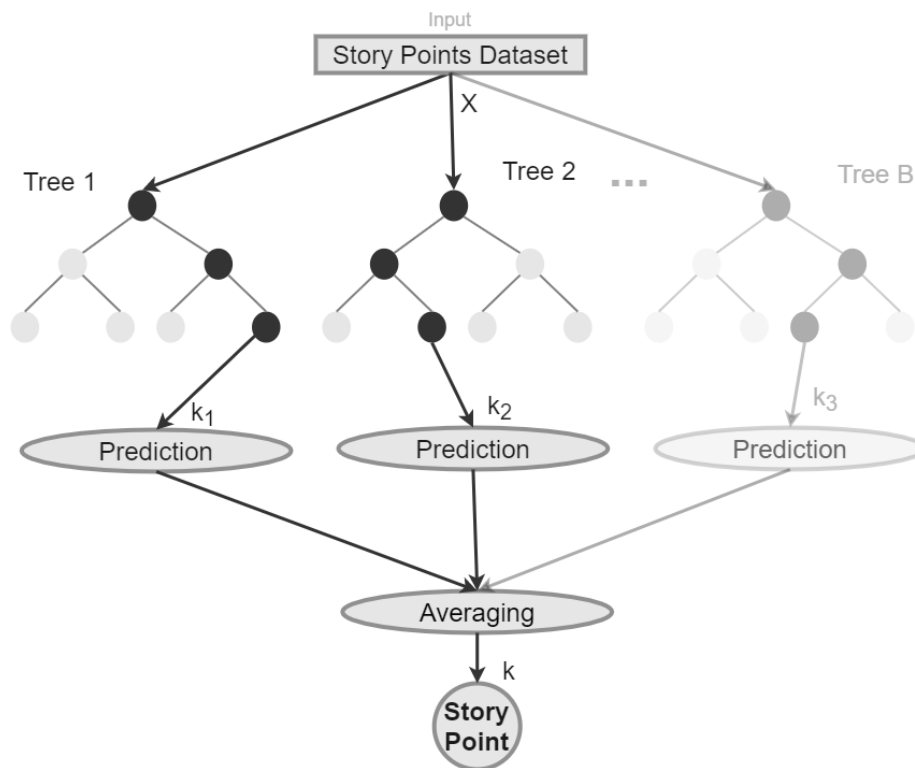 Input
Story Points Dataset
X
Tree 1
Tree 2
...
Tree B
k₁
k₂
k₃
Prediction
Prediction
Prediction
Averaging
k
Story
Point